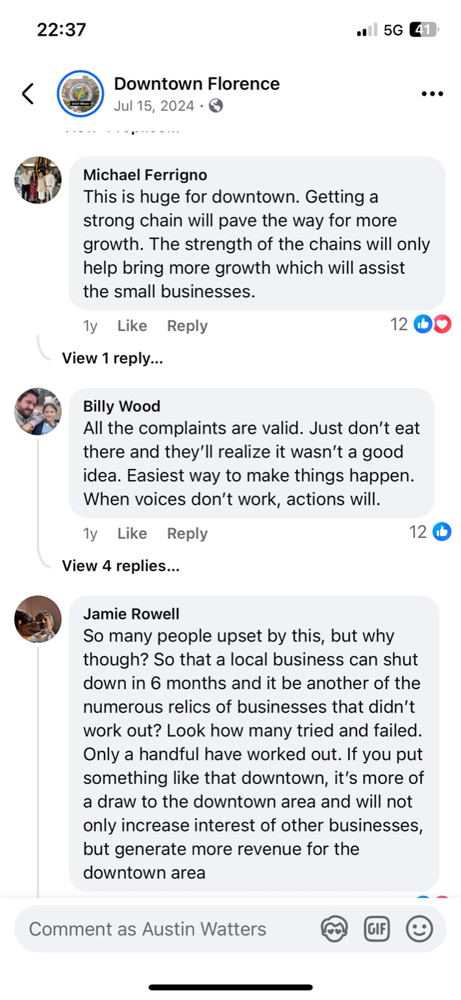 22:37
5G 41
Downtown Florence
Jul 15, 2024 ·
Michael Ferrigno
This is huge for downtown. Getting a
strong chain will pave the way for more
growth. The strength of the chains will only
help bring more growth which will assist
the small businesses.
1y Like Reply 12
View 1 reply...
Billy Wood
All the complaints are valid. Just don't eat
there and they'll realize it wasn't a good
idea. Easiest way to make things happen.
When voices don't work, actions will.
1y Like Reply 12
View 4 replies...
Jamie Rowell
So many people upset by this, but why
though? So that a local business can shut
down in 6 months and it be another of the
numerous relics of businesses that didn't
work out? Look how many tried and failed.
Only a handful have worked out. If you put
something like that downtown, it's more of
a draw to the downtown area and will not
only increase interest of other businesses,
but generate more revenue for the
downtown area
Comment as Austin Watters
GIF